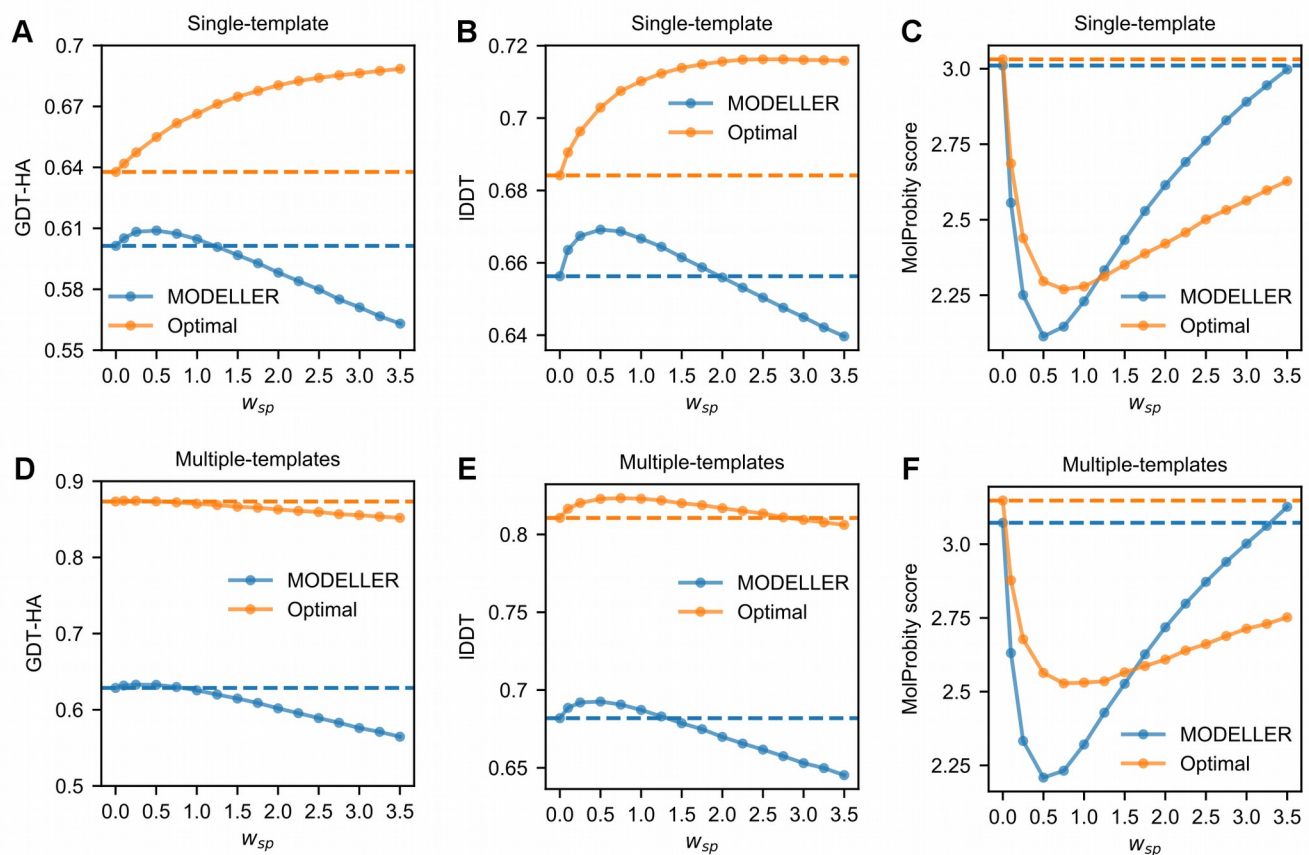 A
Single-template
0.7
0.67
0.64
0.61
0.58
0.55
GDT-HA
MODELLER
Optimal
0.0 0.5 1.0 1.5 2.0 2.5 3.0 3.5
wsp
B
Single-template
0.72
0.7
0.68
0.66
0.64
lDDT
MODELLER
Optimal
0.0 0.5 1.0 1.5 2.0 2.5 3.0 3.5
wsp
C
Single-template
3.0
2.75
2.5
2.25
MolProbity score
MODELLER
Optimal
0.0 0.5 1.0 1.5 2.0 2.5 3.0 3.5
wsp
D
Multiple-templates
0.9
0.8
0.7
0.6
0.5
GDT-HA
MODELLER
Optimal
0.0 0.5 1.0 1.5 2.0 2.5 3.0 3.5
wsp
E
Multiple-templates
0.8
0.75
0.7
0.65
lDDT
MODELLER
Optimal
0.0 0.5 1.0 1.5 2.0 2.5 3.0 3.5
wsp
F
Multiple-templates
3.0
2.75
2.5
2.25
MolProbity score
MODELLER
Optimal
0.0 0.5 1.0 1.5 2.0 2.5 3.0 3.5
wsp